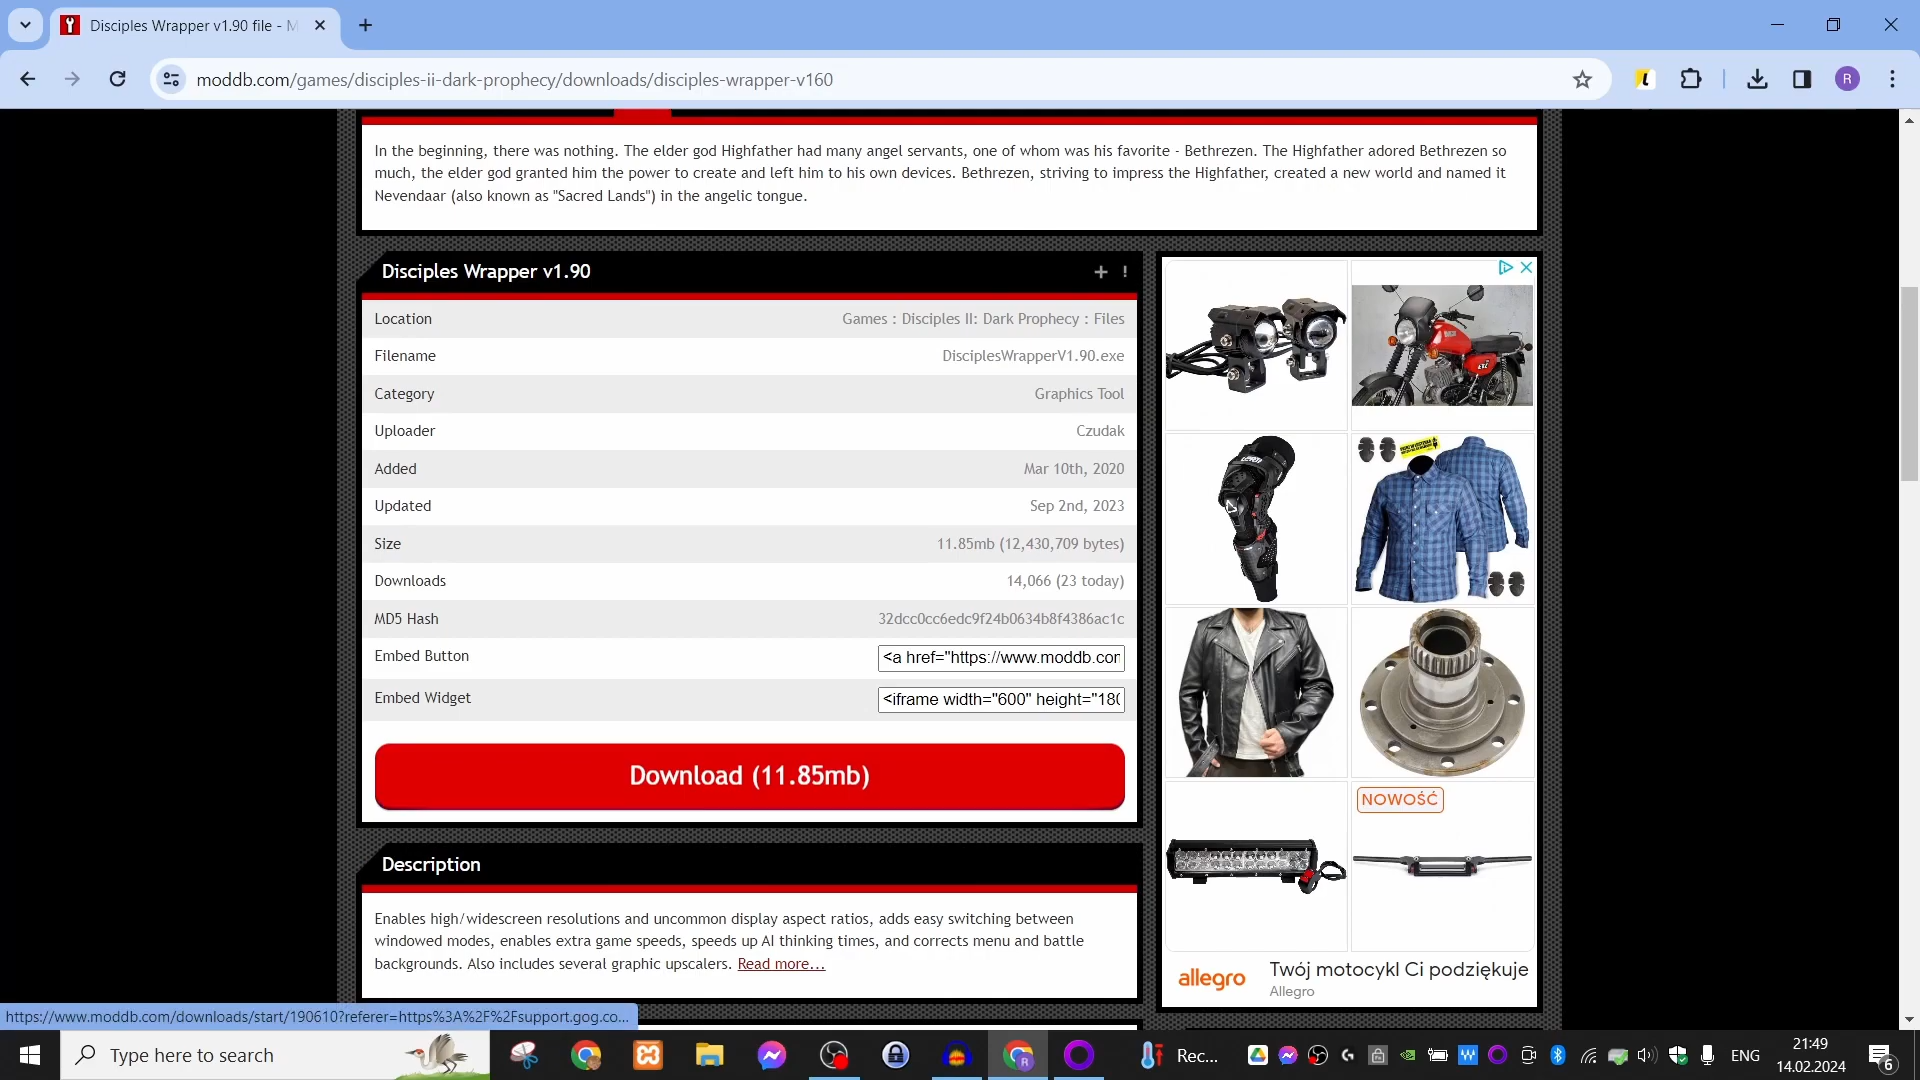 Disciples Wrapper v1.90 file - M
moddb.com/games/disciples-ii-dark-prophecy/downloads/disciples-wrapper-v160
R
In the beginning, there was nothing. The elder god Highfather had many angel servants, one of whom was his favorite - Bethrezen. The Highfather adored Bethrezen so
much, the elder god granted him the power to create and left him to his own devices. Bethrezen, striving to impress the Highfather, created a new world and named it
Nevendaar (also known as "Sacred Lands") in the angelic tongue.
Disciples Wrapper v1.90
Location Games : Disciples II: Dark Prophecy : Files
Filename DisciplesWrapperV1.90.exe
Category Graphics Tool
Uploader Czudak
Added Mar 10th, 2020
Updated Sep 2nd, 2023
Size 11.85mb (12,430,709 bytes)
Downloads 14,066 (23 today)
MD5 Hash 32dcc0cc6edc9f24b0634b8f4386ac1c
Embed Button <a href="https://www.moddb.con
Embed Widget <iframe width="600" height="180
Download (11.85mb)
Description
Enables high/widescreen resolutions and uncommon display aspect ratios, adds easy switching between
windowed modes, enables extra game speeds, speeds up AI thinking times, and corrects menu and battle
backgrounds. Also includes several graphic upscalers. Read more...
NOWOŚĆ
allegro
Twój motocykl Ci podziękuje
Allegro
https://www.moddb.com/downloads/start/190610?referer=https%3A%2F%2Fsupport.gog.co...
Type here to search
Rec...
ENG
21:49
14.02.2024
6